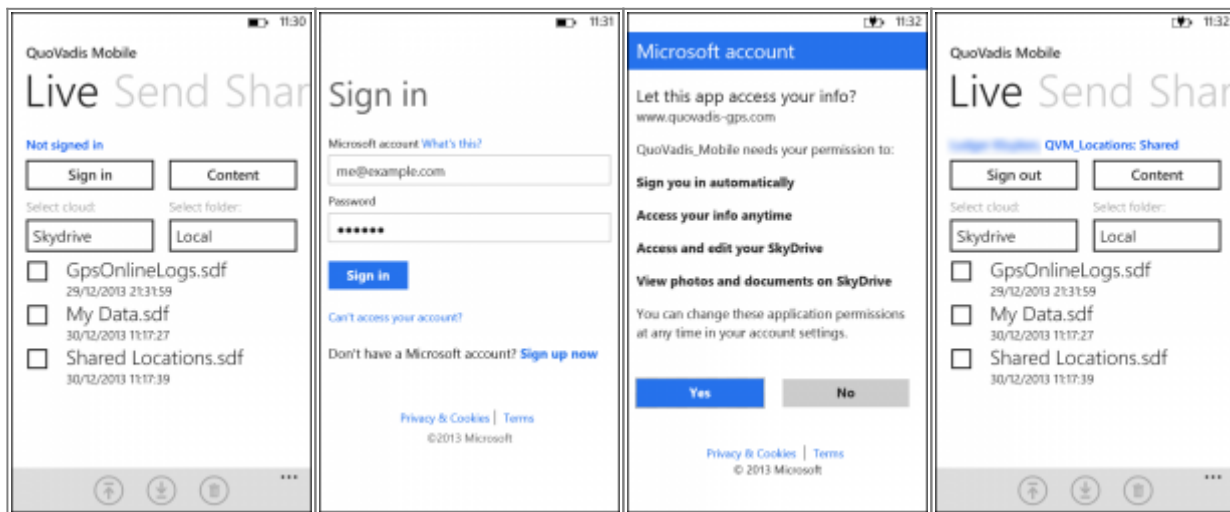 11:30
QuoVadis Mobile
Live Send Shar
Not signed in
Sign in Content
Select cloud: Select folder:
Skydrive Local
GpsOnlineLogs.sdf
29/12/2013 21:31:59
My Data.sdf
30/12/2013 11:17:27
Shared Locations.sdf
30/12/2013 11:17:39
...
11:31
Sign in
Microsoft account What's this?
me@example.com
Password
••••••
Sign in
Can't access your account?
Don't have a Microsoft account? Sign up now
Privacy & Cookies | Terms
©2013 Microsoft
11:32
Microsoft account
Let this app access your info?
www.quovadis-gps.com
QuoVadis_Mobile needs your permission to:
Sign you in automatically
Access your info anytime
Access and edit your SkyDrive
View photos and documents on SkyDrive
You can change these application permissions
at any time in your account settings.
Yes No
Privacy & Cookies | Terms
© 2013 Microsoft
11:32
QuoVadis Mobile
Live Send Shar
QVM_Locations: Shared
Sign out Content
Select cloud: Select folder:
Skydrive Local
GpsOnlineLogs.sdf
29/12/2013 21:31:59
My Data.sdf
30/12/2013 11:17:27
Shared Locations.sdf
30/12/2013 11:17:39
...